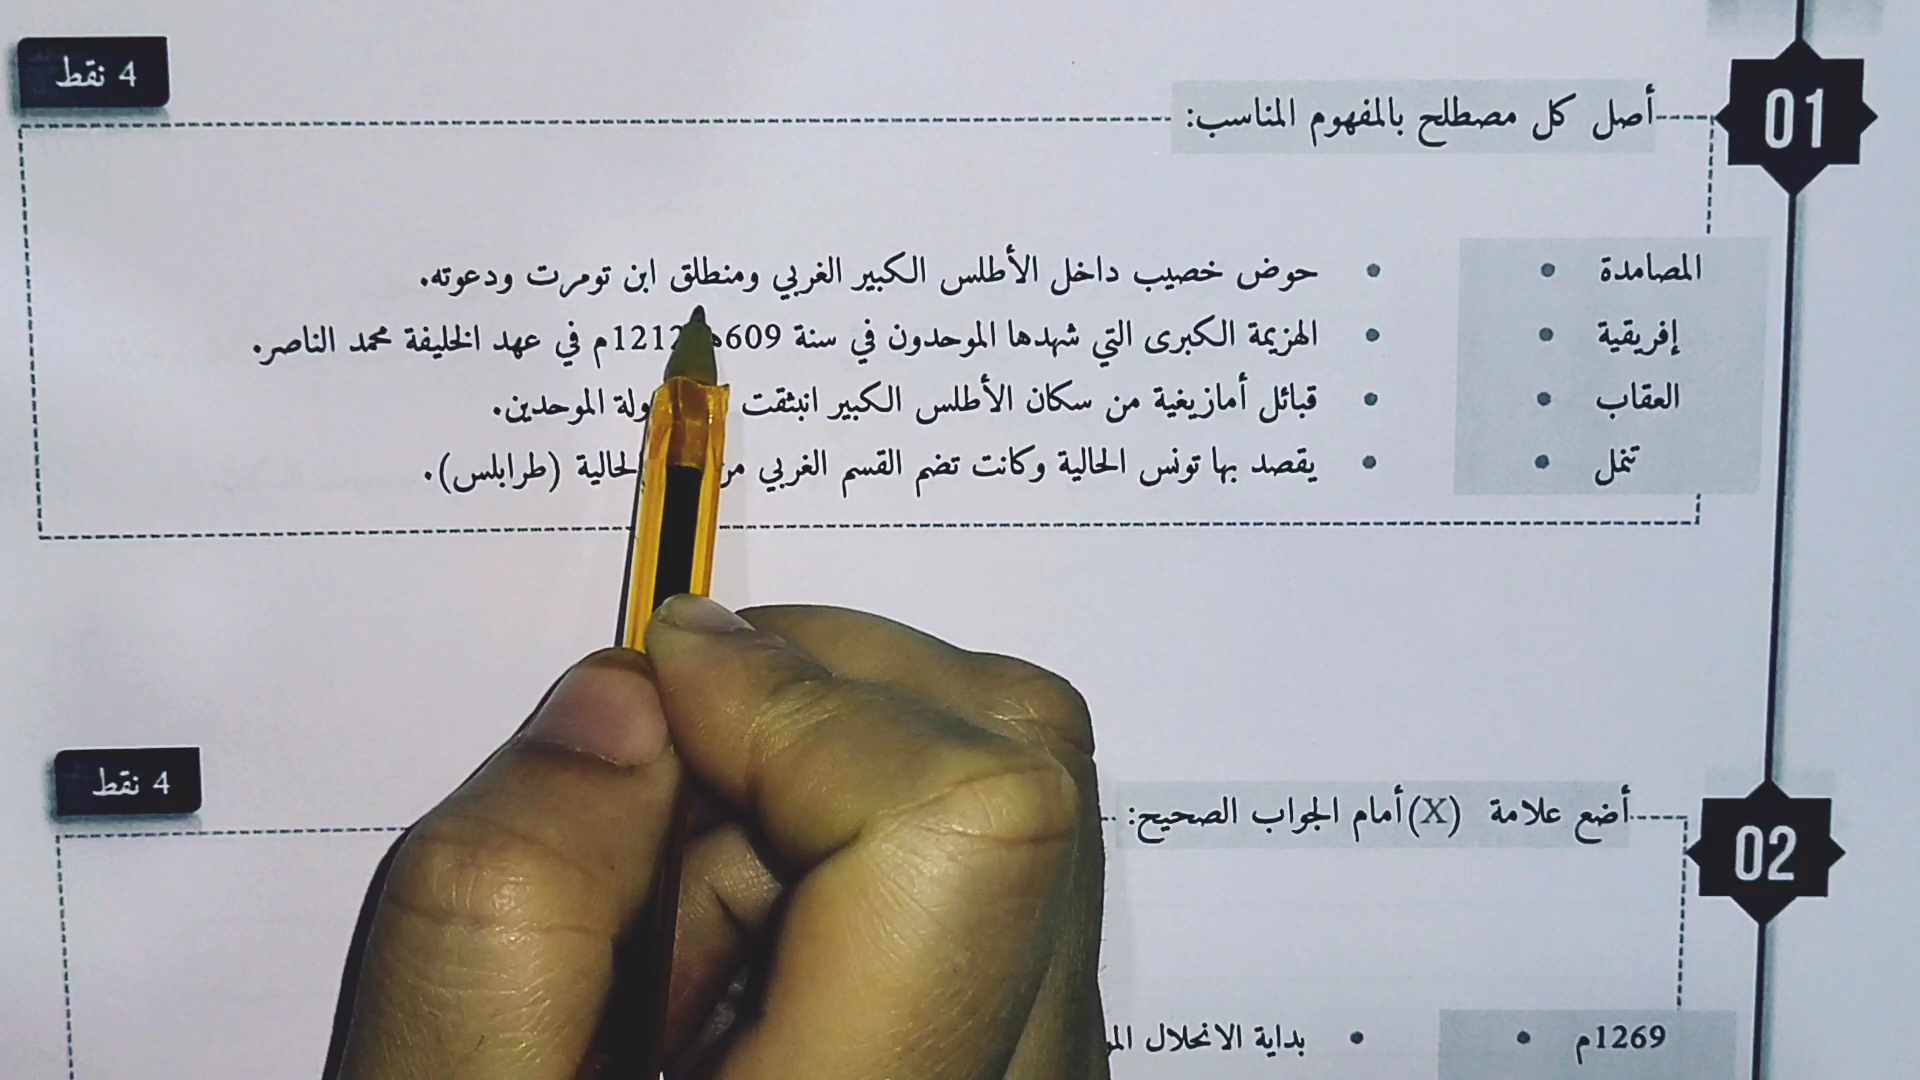 4 نقط
01
أصل كل مصطلح بالمفهوم المناسب:
المصامدة • • حوض خصيب داخل الأطلس الكبير الغربي ومنطلق ابن تومرت ودعوته.
إفريقية • • الهزيمة الكبرى التي شهدها الموحدون في سنة 609ه 1212م في عهد الخليفة محمد الناصر.
العقاب • • قبائل أمازيغية من سكان الأطلس الكبير انبثقت الموحدين.
تنمل • • يقصد بها تونس الحالية وكانت تضم القسم الغربي الحالية (طرابلس).
4 نقط
02
أضع علامة (X) أمام الجواب الصحيح:
1269م • • بداية الانحلال